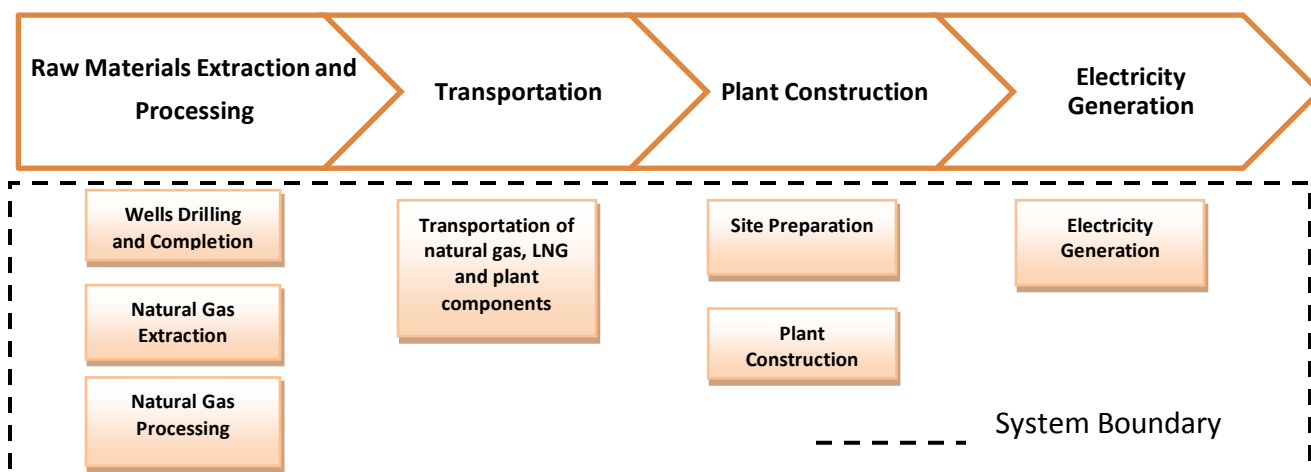 Raw Materials Extraction and
Processing
Transportation
Plant Construction
Electricity
Generation
Wells Drilling
and Completion
Natural Gas
Extraction
Natural Gas
Processing
Transportation of
natural gas, LNG
and plant
components
Site Preparation
Plant
Construction
Electricity
Generation
System Boundary